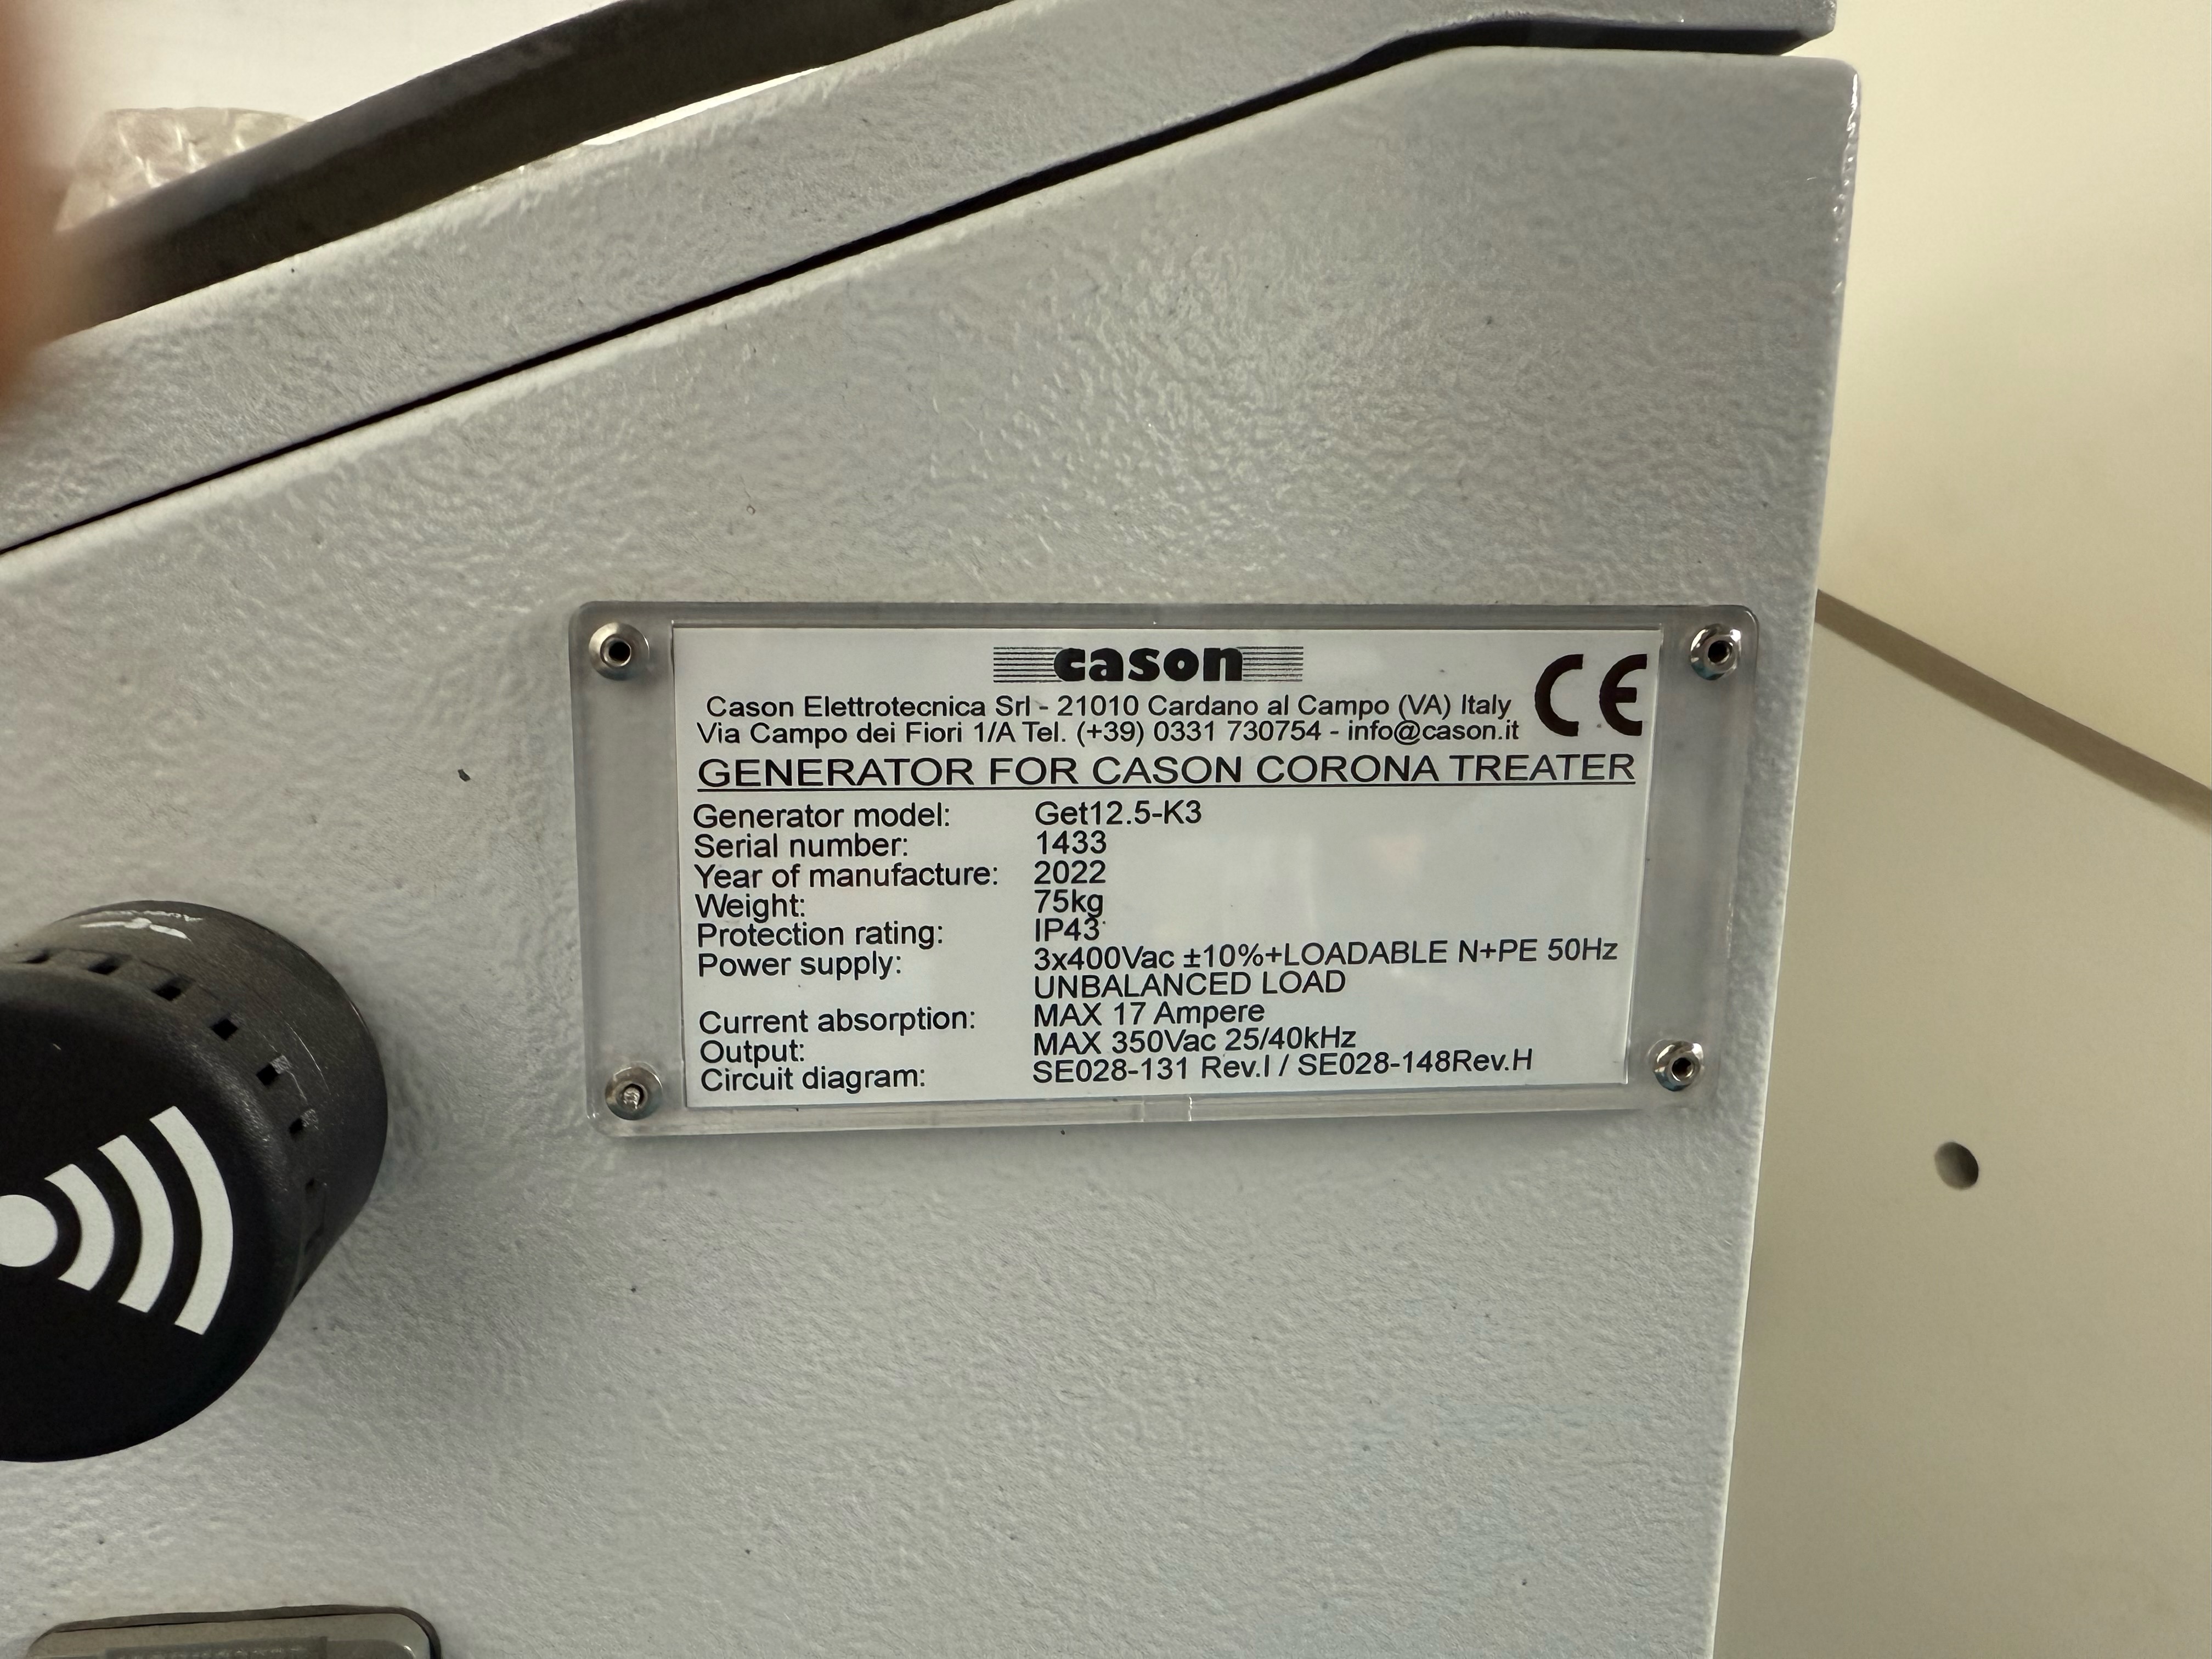 cason
CE
Cason Elettrotecnica Srl - 21010 Cardano al Campo (VA) Italy
Via Campo dei Fiori 1/A Tel. (+39) 0331 730754 - info@cason.it
GENERATOR FOR CASON CORONA TREATER
Generator model: Get12.5-K3
Serial number: 1433
Year of manufacture: 2022
Weight: 75kg
Protection rating: IP43
Power supply: 3x400Vac ±10%+LOADABLE N+PE 50Hz
UNBALANCED LOAD
Current absorption: MAX 17 Ampere
Output: MAX 350Vac 25/40kHz
Circuit diagram: SE028-131 Rev.I / SE028-148Rev.H